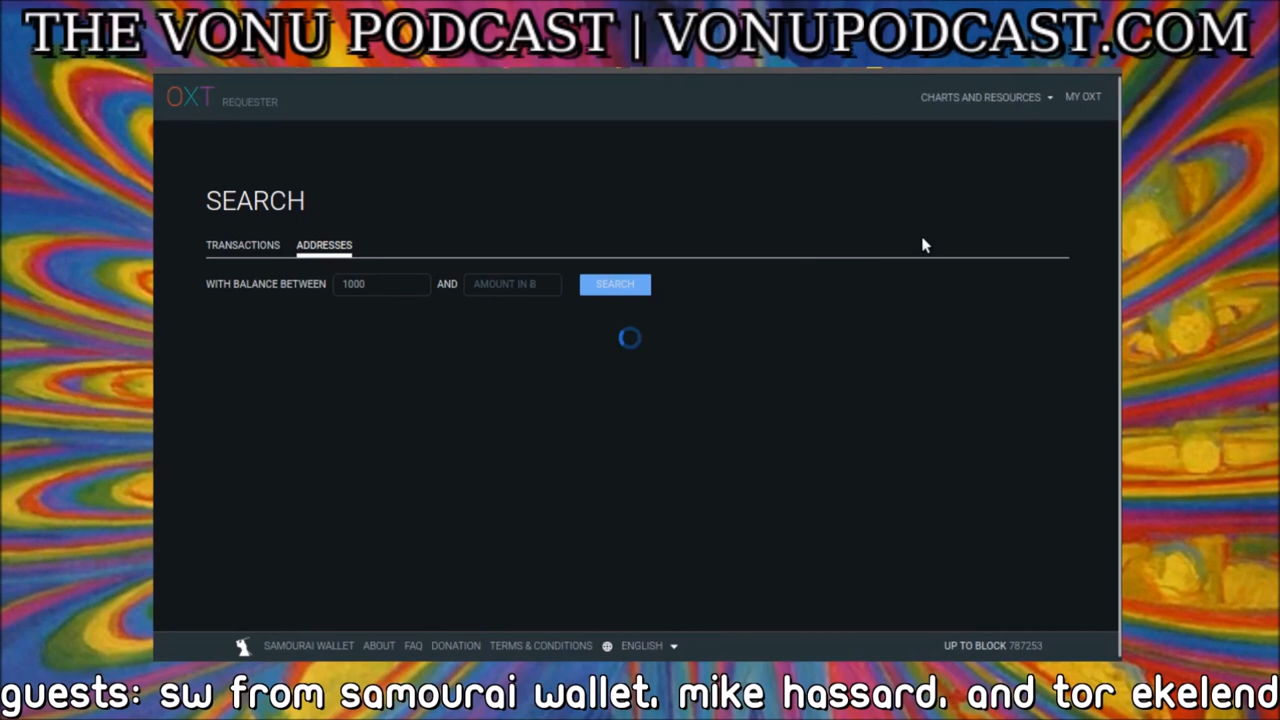 THE VONU PODCAST | VONUPODCAST.COM
OXT REQUESTER CHARTS AND RESOURCES MY OXT
SEARCH
TRANSACTIONS ADDRESSES
WITH BALANCE BETWEEN 1000 AND AMOUNT IN B SEARCH
SAMOURAI WALLET ABOUT FAQ DONATION TERMS & CONDITIONS ENGLISH UP TO BLOCK 787253
guests: sw from samourai wallet, mike hassard, and tor ekelend